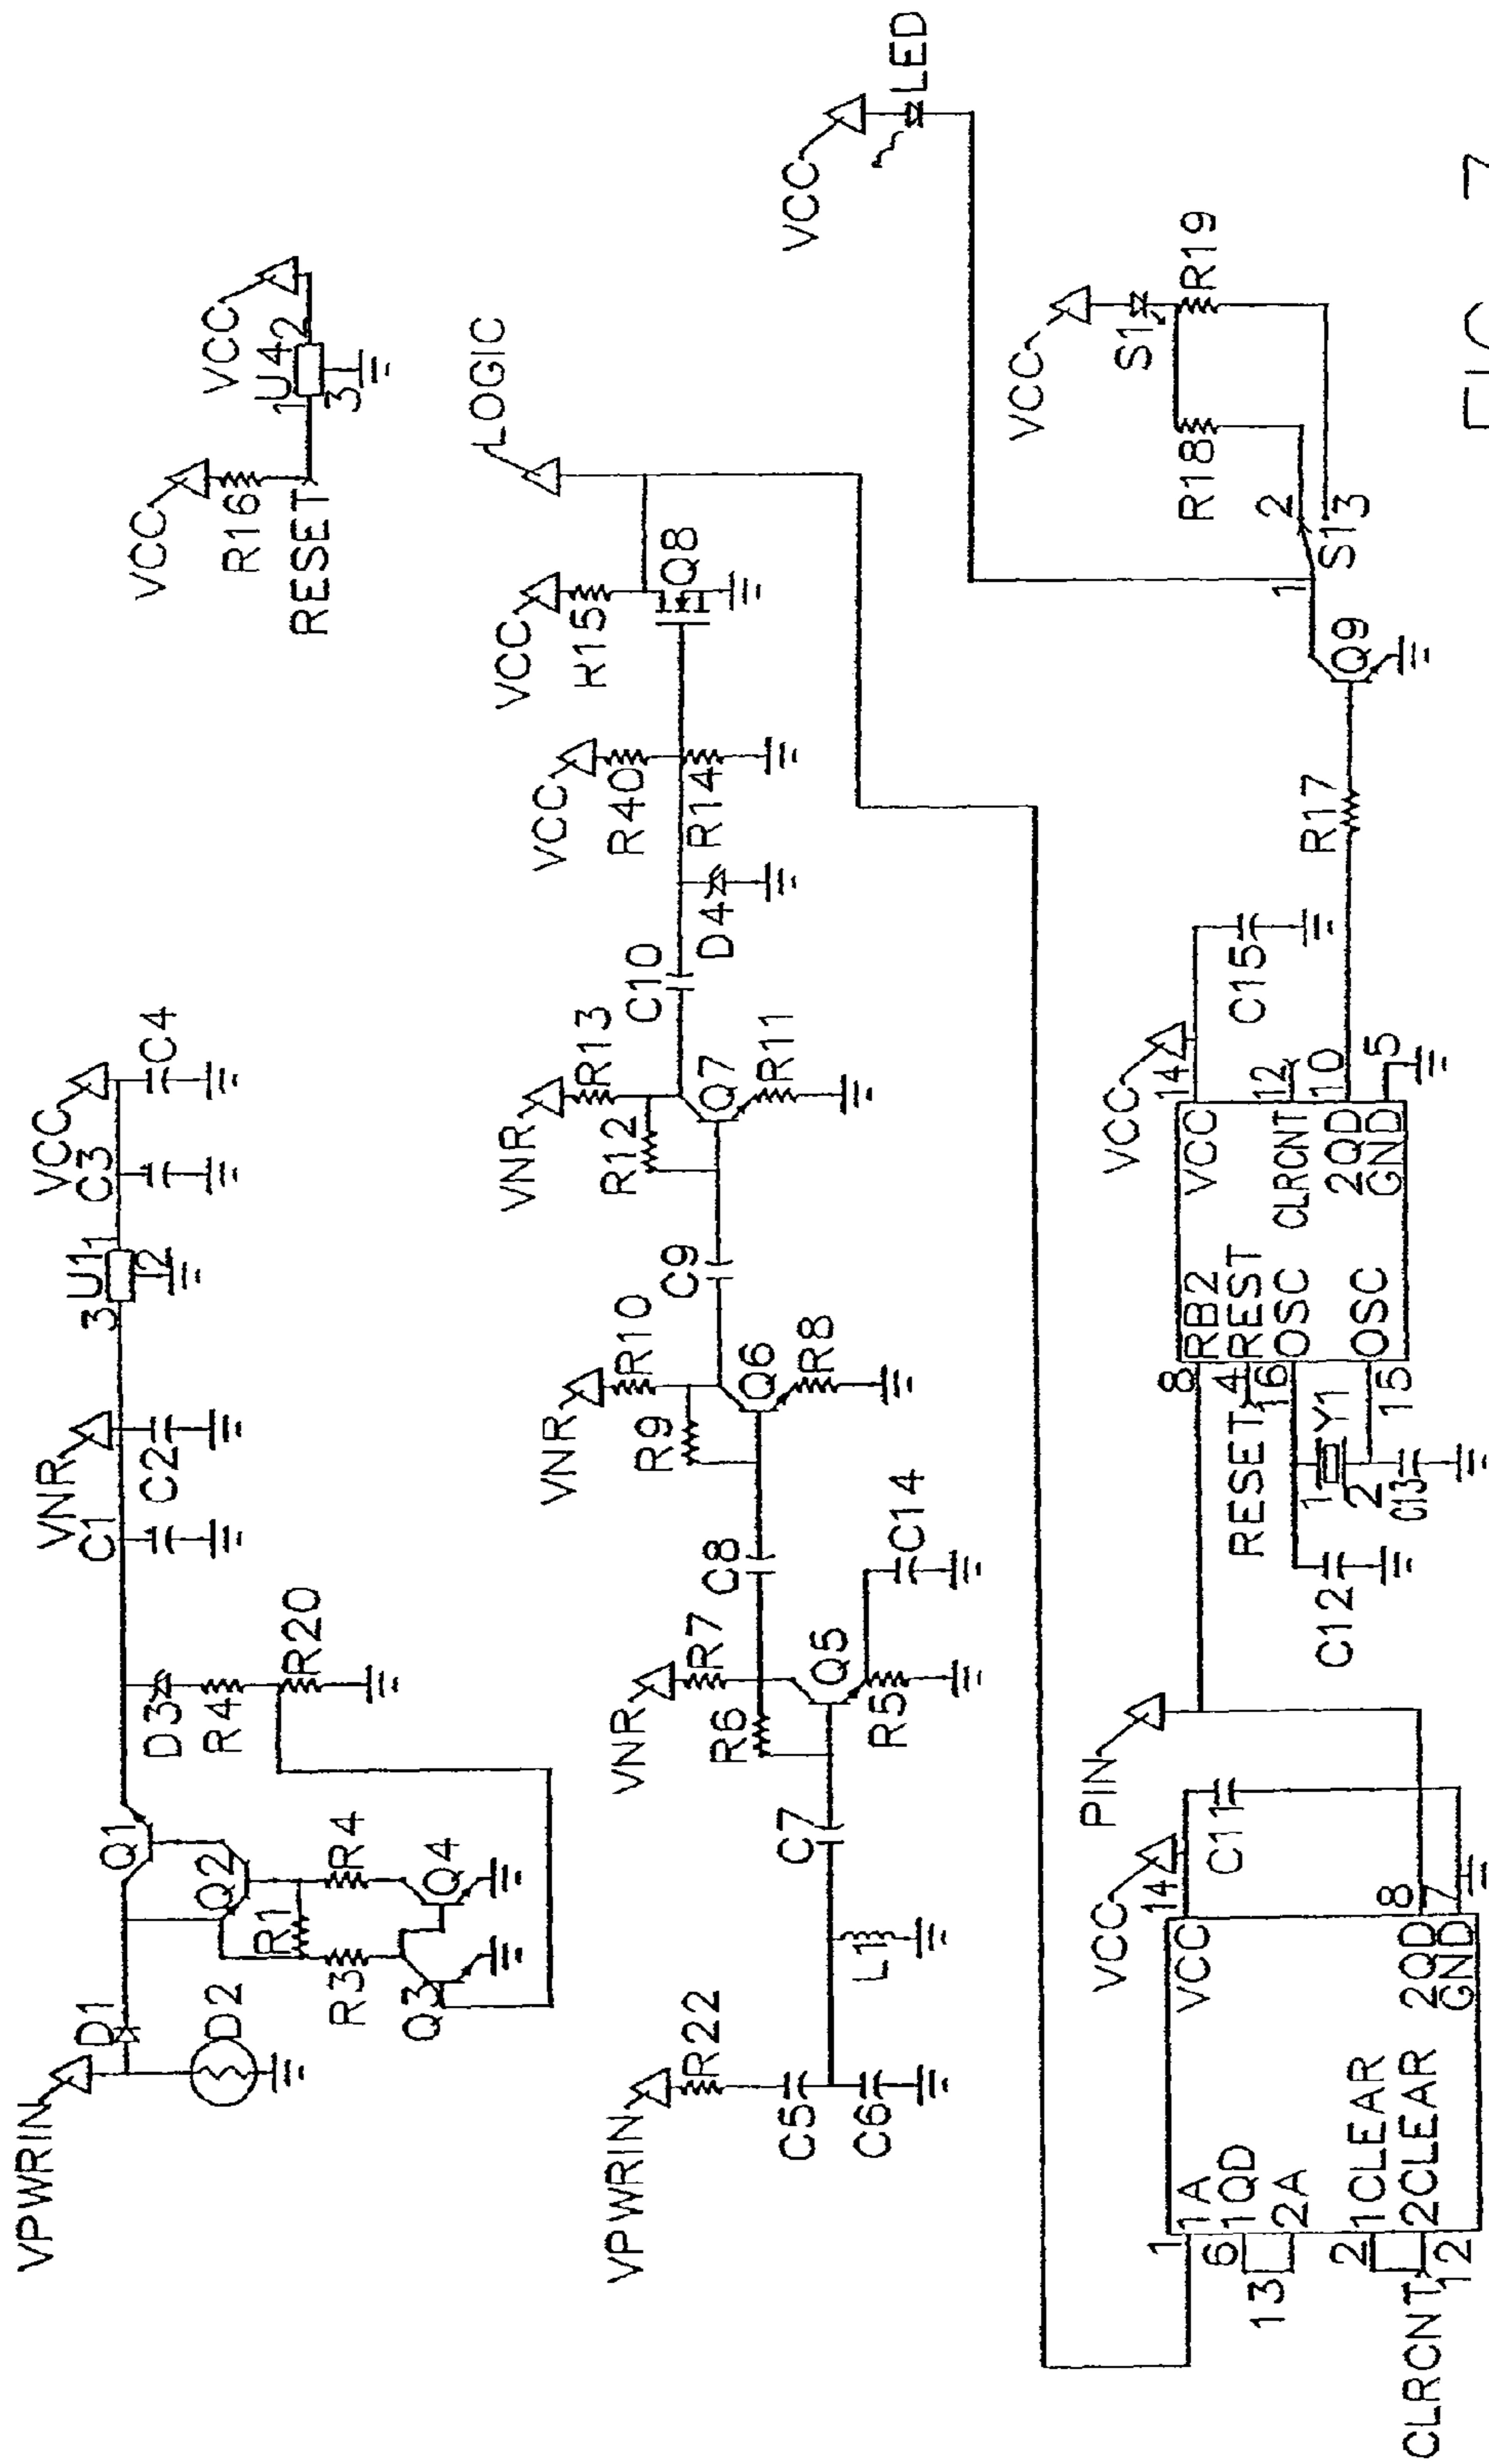 VPWRIN
D1
D2
Q1
Q2
R1
R3
R4
Q3
Q4
D3
R4
R20
C1
VNR
C2
U1
3
1
2
C3
VCC
C4
VCC
R16
RESET
VCC
U4
1
2
3
VPWRIN
R22
C5
C6
L1
C7
R6
VNR
R7
Q5
R5
C14
C8
R9
VNR
R10
Q6
R8
C9
R12
VNR
R13
Q7
R11
C10
D4
VCC
R40
R14
VCC
R15
Q8
LOGIC
VCC
LED
1
6
13
2
12
CLRCNT
1A
1QD
2A
1CLEAR
2CLEAR
VCC
2QD
GND
14
8
7
VCC
C11
PIN
8
4
16
15
RESET
1
2
Y1
C12
C13
RB2
REST
OSC
OSC
VCC
CLRCNT
2QD
GND
14
12
10
5
VCC
C15
R17
Q9
1
2
3
S1
R18
R19
S1
VCC